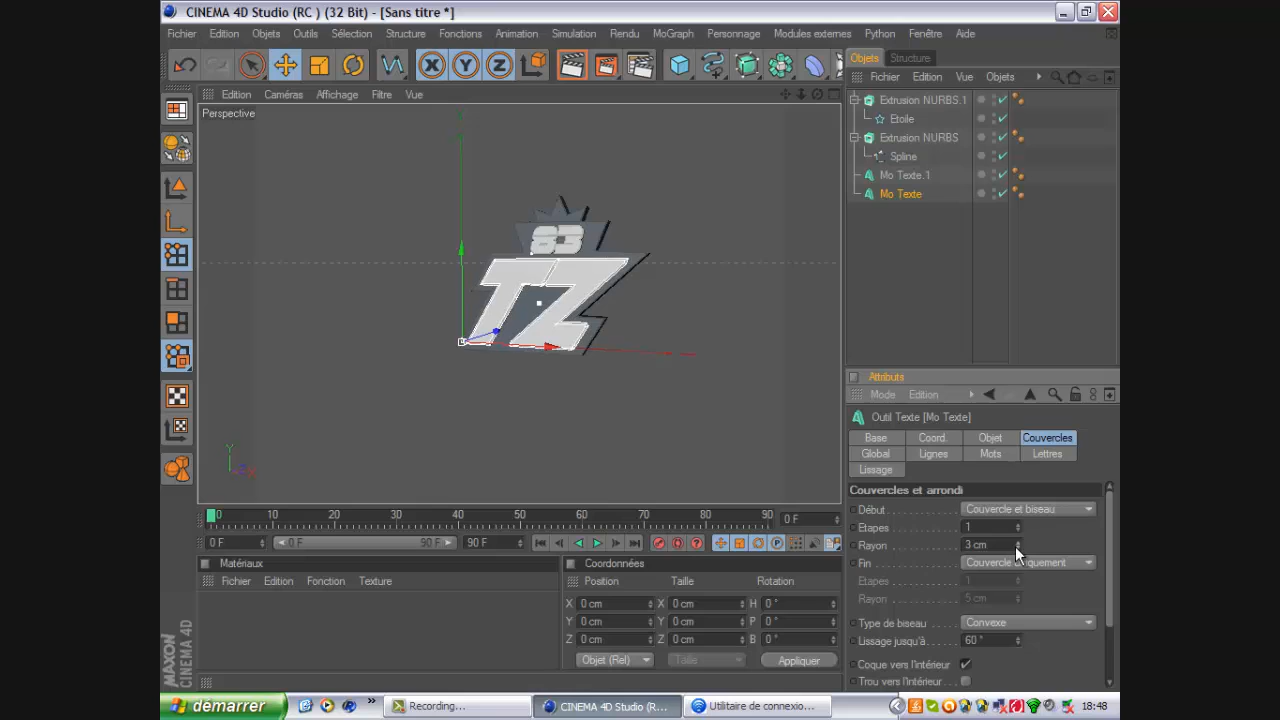 CINEMA 4D Studio (RC ) (32 Bit) - [Sans titre *]
Fichier Edition Objets Outils Sélection Structure Fonctions Animation Simulation Rendu MoGraph Personnage Modules externes Python Fenêtre Aide
Objets Structure
Fichier Edition Vue Objets
Edition Caméras Affichage Filtre Vue
Perspective
Extrusion NURBS.1
Etoile
Extrusion NURBS
Spline
Mo Texte.1
Mo Texte
83
TZ
Y
X
Attributs
Mode Edition
Outil Texte [Mo Texte]
Base Coord. Objet Couvercles
Global Lignes Mots Lettres
Lissage
Couvercles et arrondi
Début Couvercle et biseau
Etapes 1
Rayon 3 cm
Fin Couvercle
Etapes 1
Rayon 5 cm
Type de biseau Convexe
Lissage jusqu'à 60 °
Coque vers l'intérieur
Trou vers l'intérieur
0 10 20 30 40 50 60 70 80 90 0 F
0 F 0 F 90 F 90 F
Matériaux
Fichier Edition Fonction Texture
Coordonnées
Position Taille Rotation
X 0 cm X 0 cm H 0 °
Y 0 cm Y 0 cm P 0 °
Z 0 cm Z 0 cm B 0 °
Objet (Rel) Taille Appliquer
MAXON
CINEMA 4D
démarrer
Recording...
CINEMA 4D Studio (R...
Utilitaire de connexio...
18:48